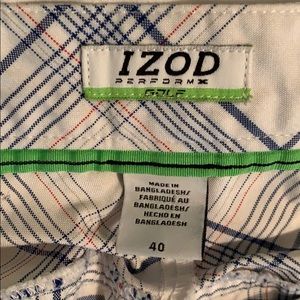 IZOD
PERFORMX
GOLF
MADE IN
BANGLADESH/
FABRIQUÉ AU
BANGLADESH/
HECHO EN
BANGLADESH
40